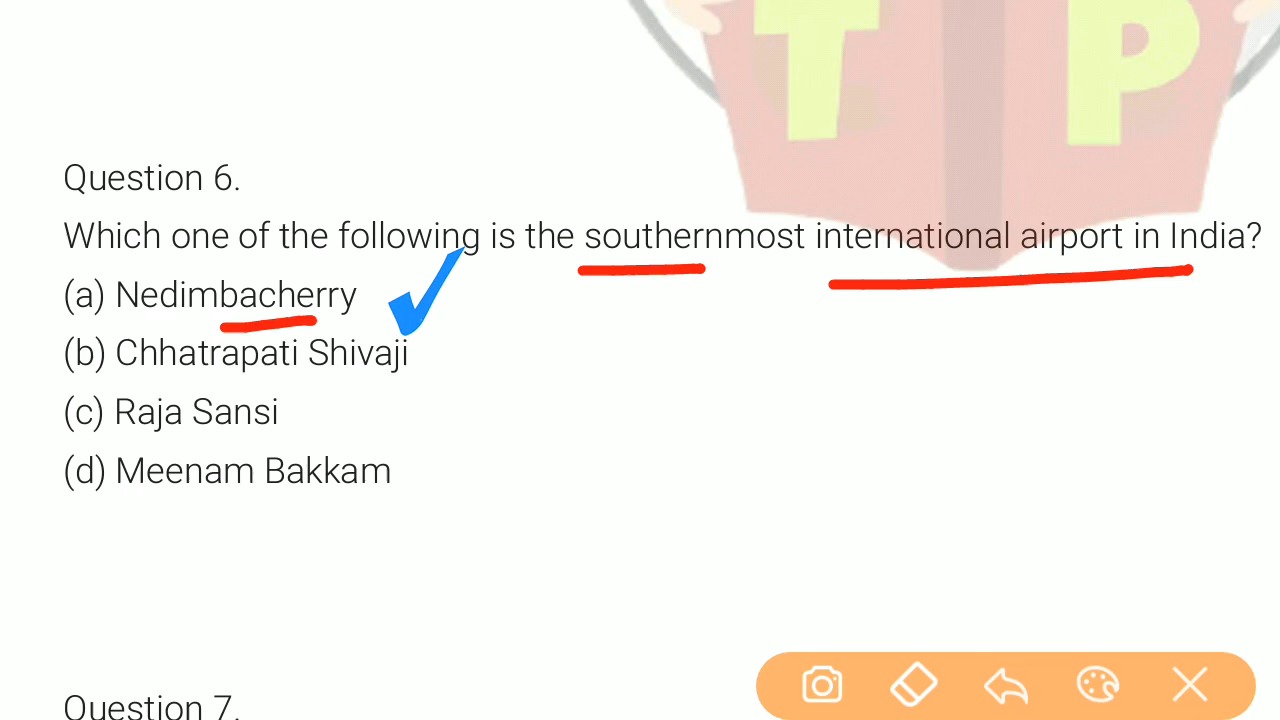 T P
Question 6.
Which one of the following is the southernmost international airport in India?
(a) Nedimbacherry
(b) Chhatrapati Shivaji
(c) Raja Sansi
(d) Meenam Bakkam
Question 7.